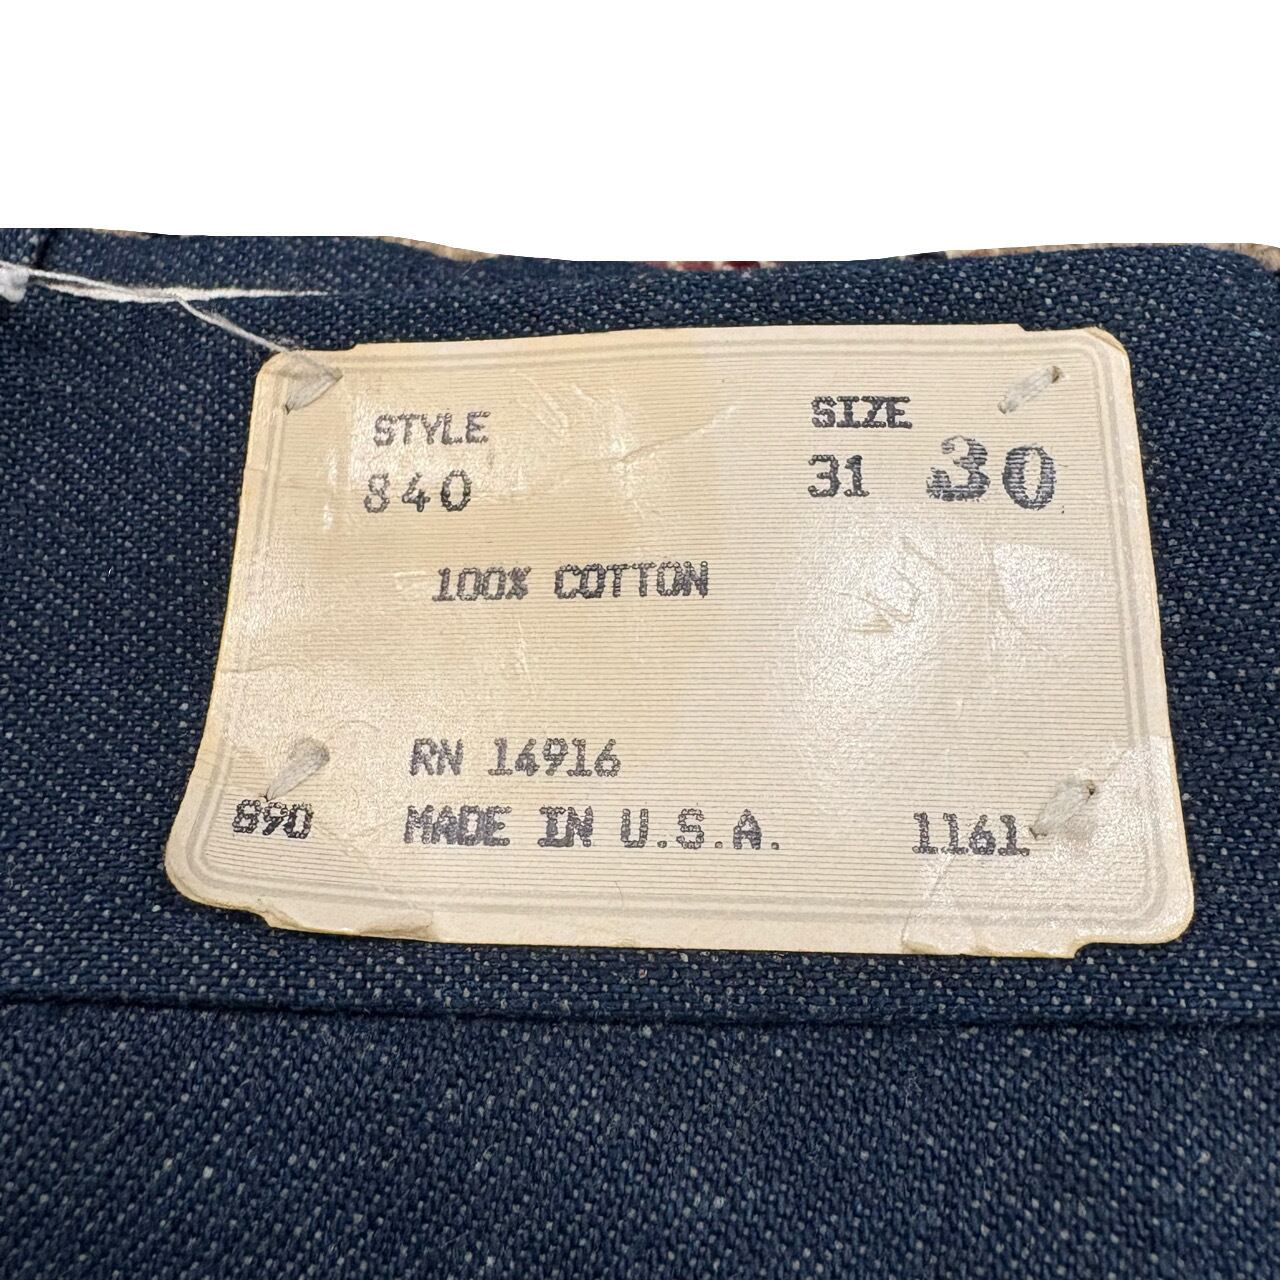 STYLE SIZE
840 31 30
100% COTTON
RN 14916
890 MADE IN U.S.A. 1161